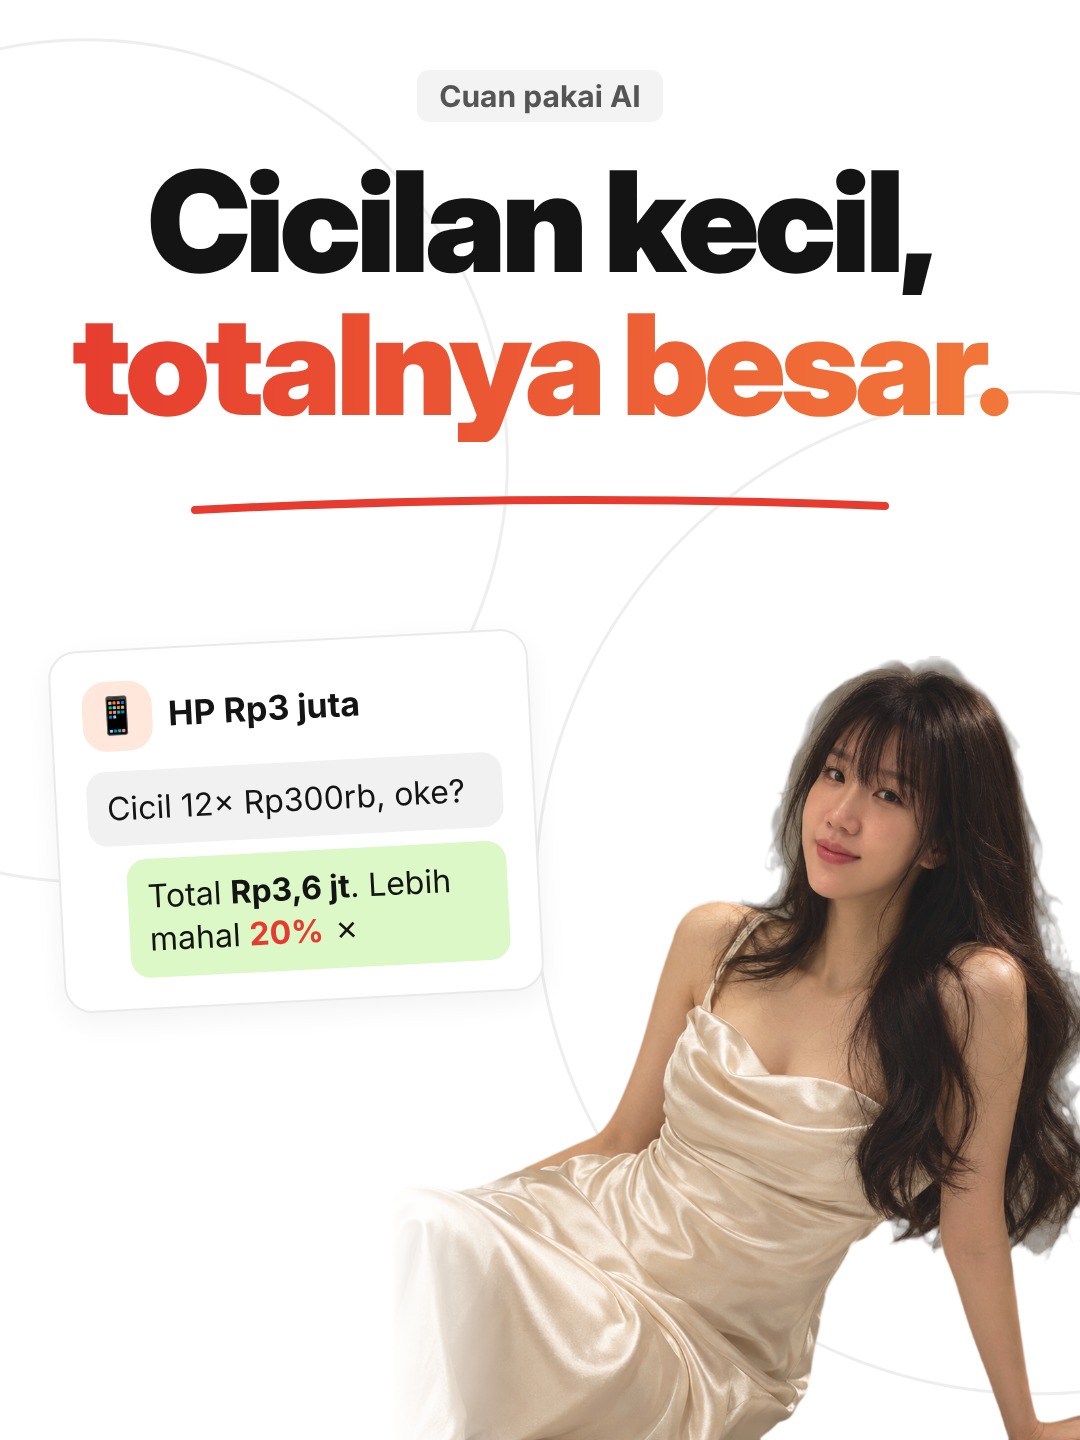 Cuan pakai AI
Cicilan kecil,
totalnya besar.
HP Rp3 juta
Cicil 12× Rp300rb, oke?
Total Rp3,6 jt. Lebih
mahal 20% ×